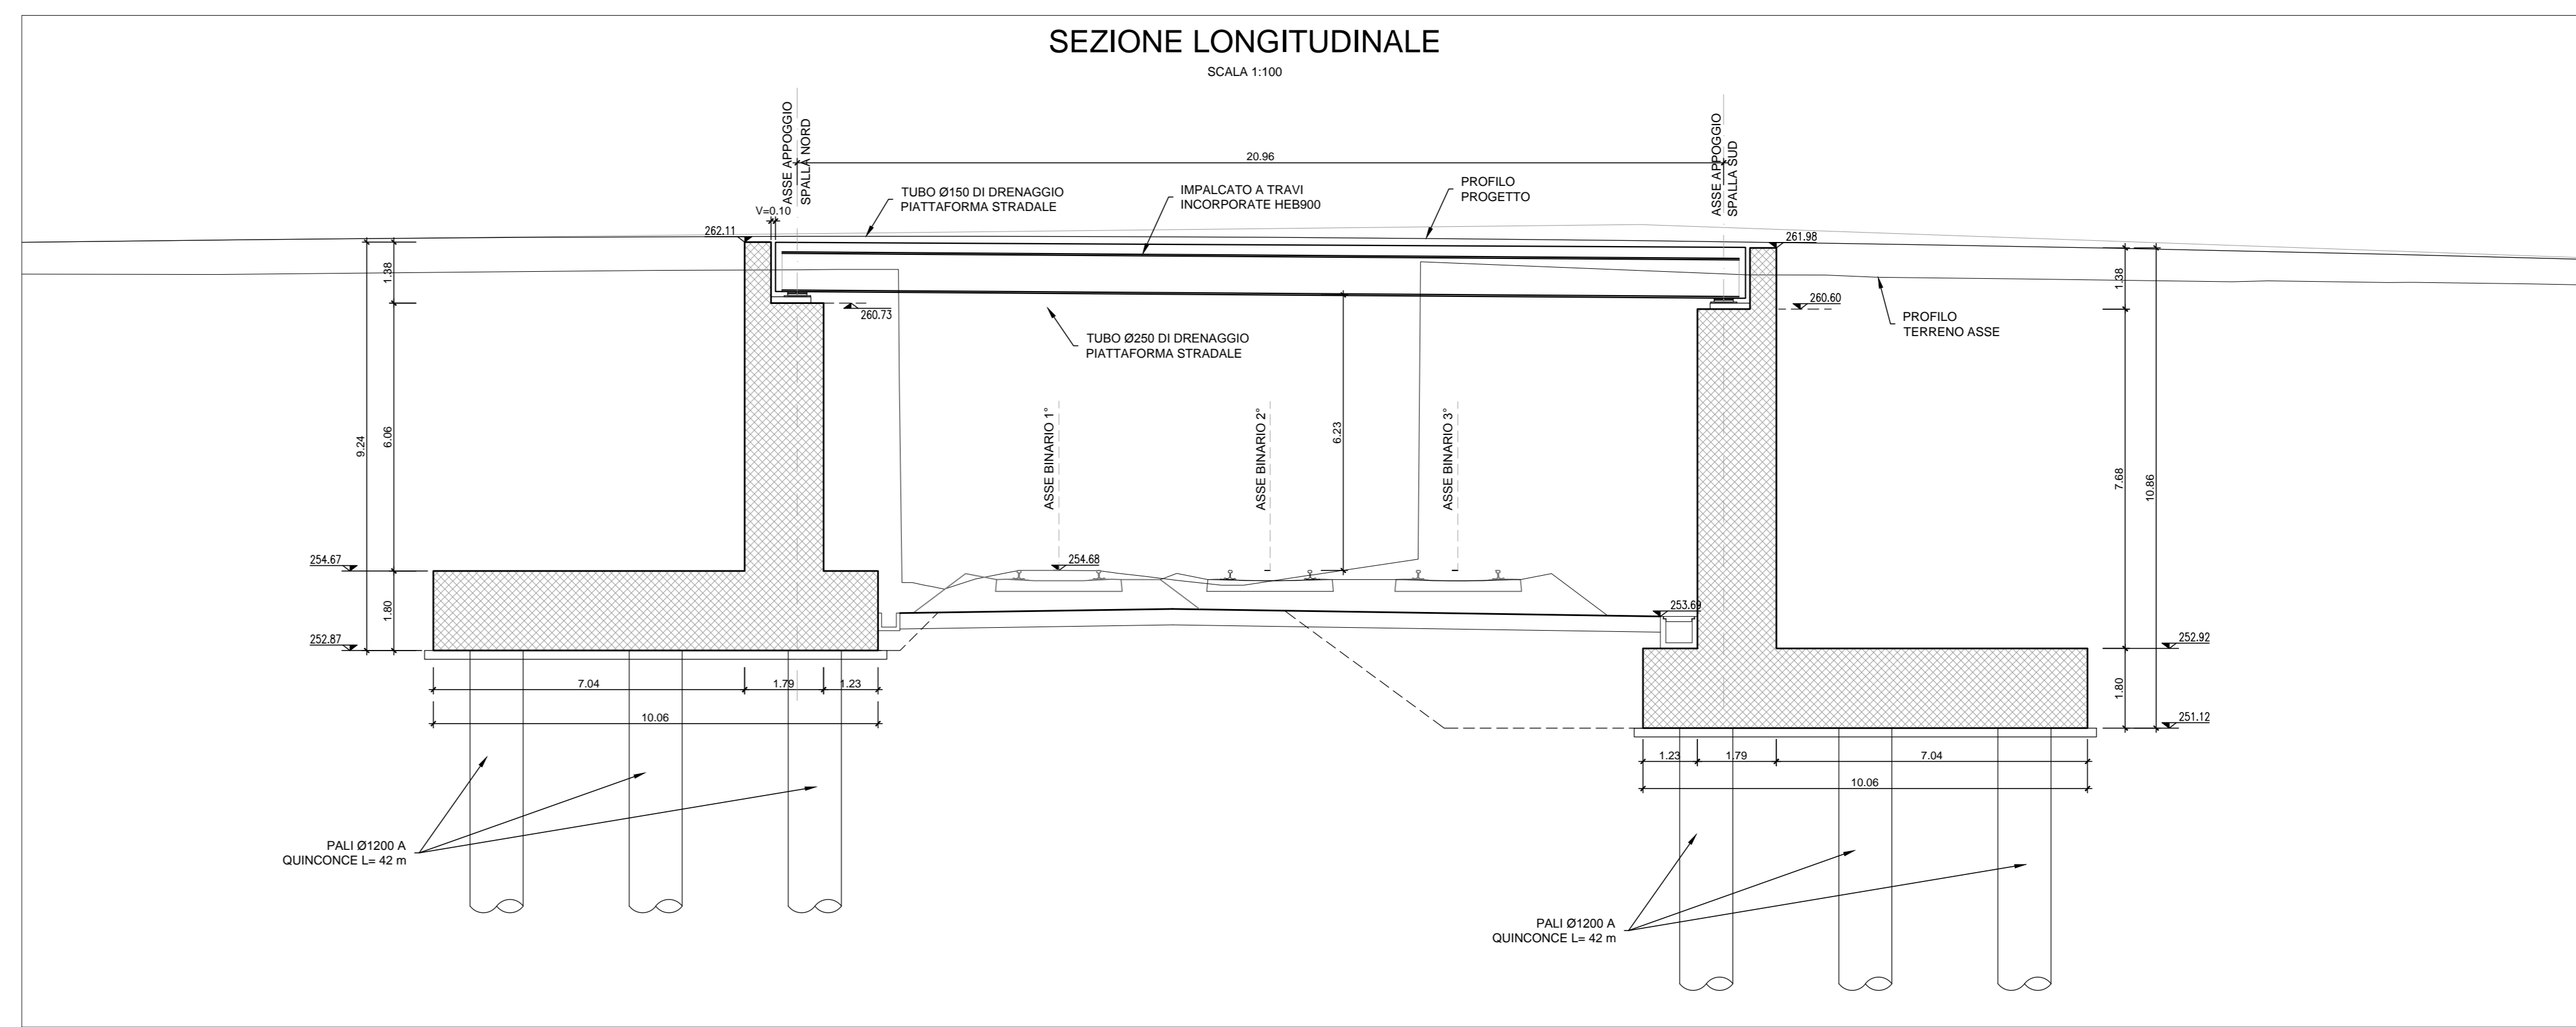 SEZIONE LONGITUDINALE
SCALA 1:100
ASSE APPOGGIO
SPALLA NORD
ASSE APPOGGIO
SPALLA SUD
20.96
TUBO Ø150 DI DRENAGGIO
PIATTAFORMA STRADALE
IMPALCATO A TRAVI
INCORPORATE HEB900
PROFILO
PROGETTO
V=0.10
262.11
261.98
1.38
1.38
260.73
260.60
PROFILO
TERRENO ASSE
TUBO Ø250 DI DRENAGGIO
PIATTAFORMA STRADALE
9.24
6.06
ASSE BINARIO 1°
ASSE BINARIO 2°
6.23
ASSE BINARIO 3°
7.68
10.86
254.67
254.68
1.80
253.69
252.87
252.92
7.04
1.79
1.23
1.80
10.06
251.12
1.23
1.79
7.04
10.06
PALI Ø1200 A
QUINCONCE L= 42 m
PALI Ø1200 A
QUINCONCE L= 42 m